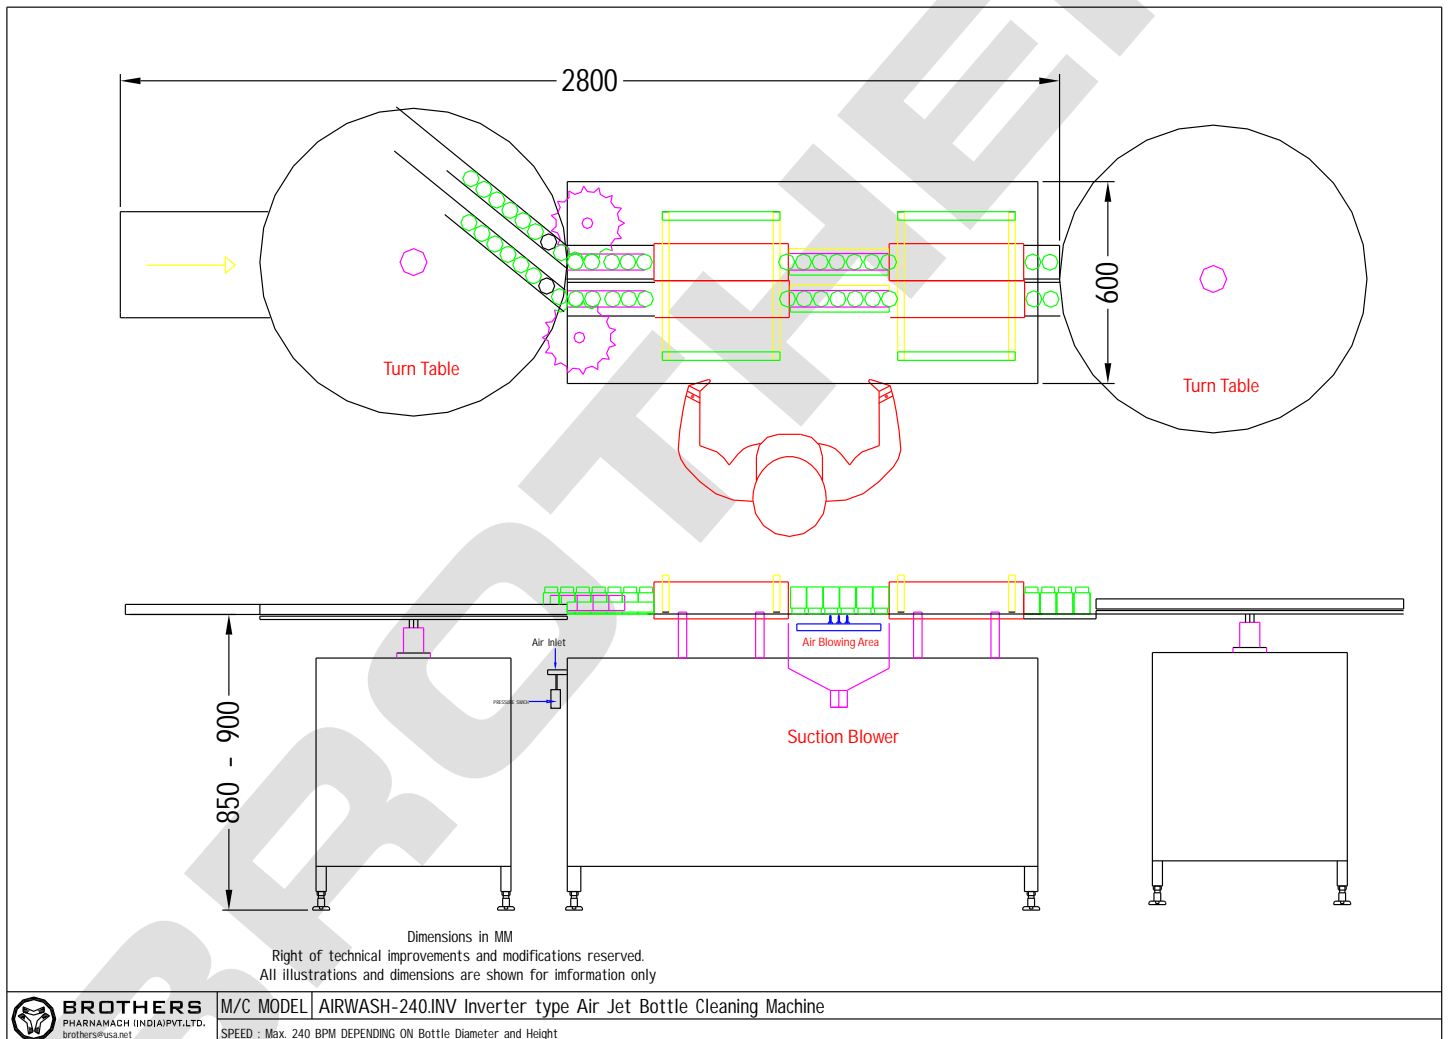 BROTHER
2800
Turn Table
600
Turn Table
Air Inlet
Air Blowing Area
Suction Blower
850 - 900
Dimensions in MM
Right of technical improvements and modifications reserved.
All illustrations and dimensions are shown for imformation only
BROTHERS
PHARNAMACH (INDIA)PVT.LTD.
brothers@usa.net
M/C MODEL AIRWASH-240.INV Inverter type Air Jet Bottle Cleaning Machine
SPEED : Max. 240 BPM DEPENDING ON Bottle Diameter and Height